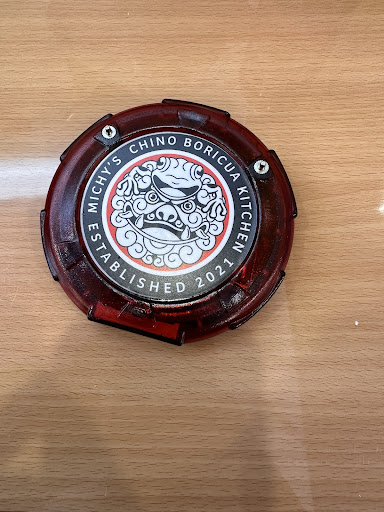 MICHY'S CHINO BORICUA KITCHEN
ESTABLISHED 2021